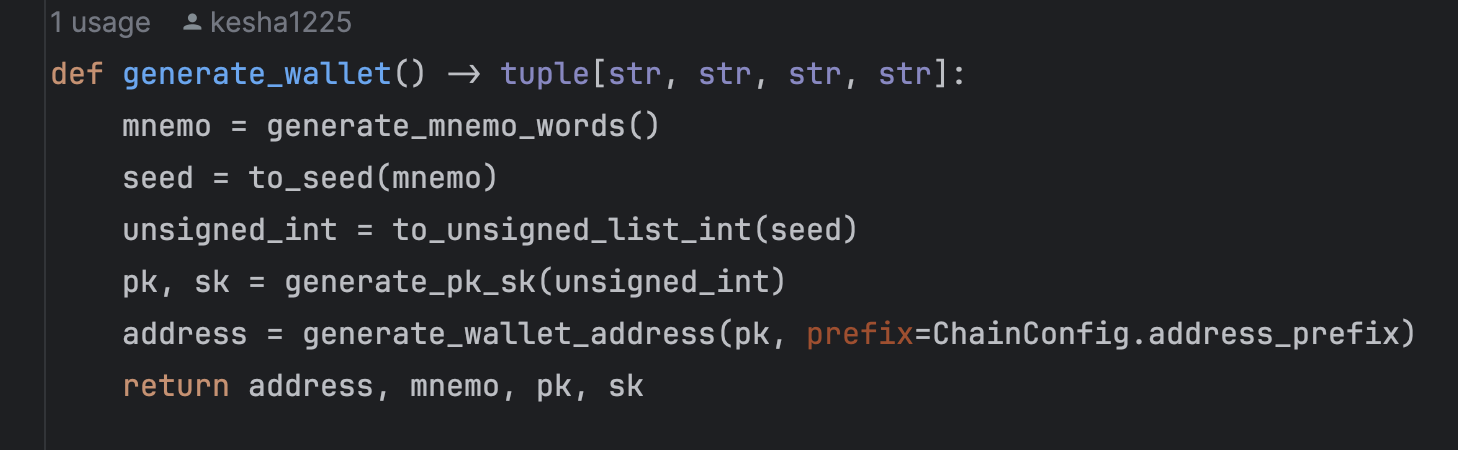 1 usage kesha1225
def generate_wallet() -> tuple[str, str, str, str]:
    mnemo = generate_mnemo_words()
    seed = to_seed(mnemo)
    unsigned_int = to_unsigned_list_int(seed)
    pk, sk = generate_pk_sk(unsigned_int)
    address = generate_wallet_address(pk, prefix=ChainConfig.address_prefix)
    return address, mnemo, pk, sk